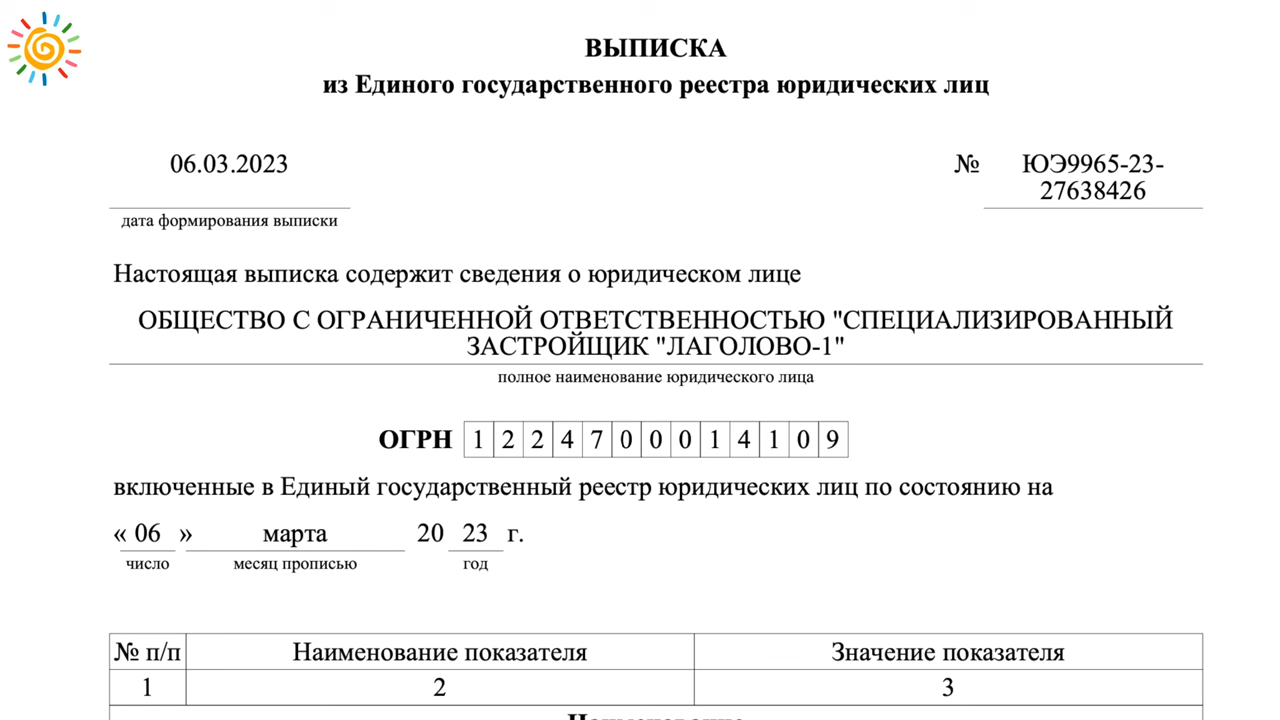 ВЫПИСКА
из Единого государственного реестра юридических лиц
06.03.2023
№ ЮЭ9965-23-
27638426
дата формирования выписки
Настоящая выписка содержит сведения о юридическом лице
ОБЩЕСТВО С ОГРАНИЧЕННОЙ ОТВЕТСТВЕННОСТЬЮ "СПЕЦИАЛИЗИРОВАННЫЙ
ЗАСТРОЙЩИК "ЛАГОЛОВО-1"
полное наименование юридического лица
ОГРН 1 2 2 4 7 0 0 0 1 4 1 0 9
включенные в Единый государственный реестр юридических лиц по состоянию на
« 06 » марта 20 23 г.
число месяц прописью год
№ п/п Наименование показателя Значение показателя
1 2 3